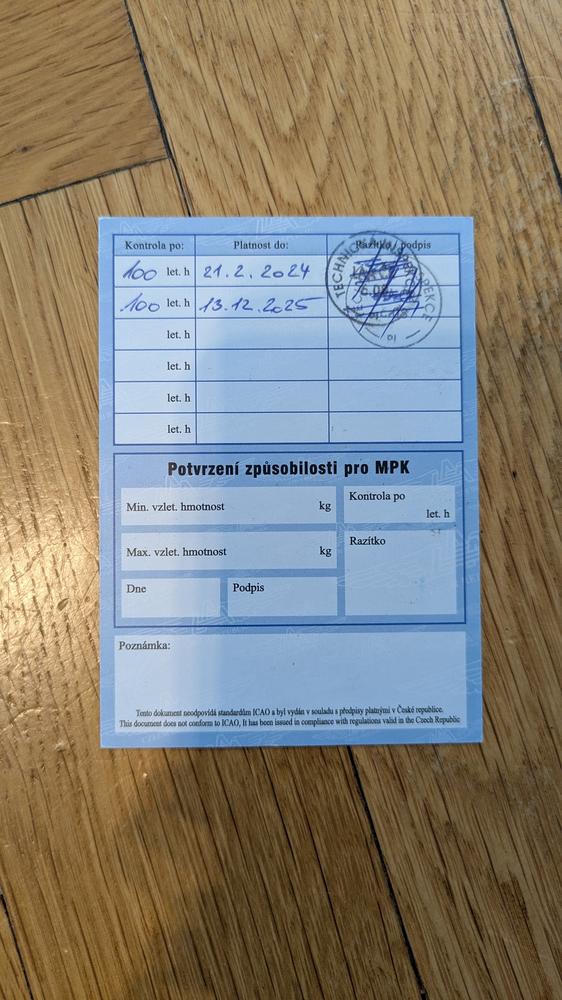 Kontrola po: Platnost do: Razítko / podpis
100 let. h 21.2.2024
100 let. h 13.12.2025
TECHNICKÁ INSPEKCE
let. h
let. h
let. h
let. h
Potvrzení způsobilosti pro MPK
Min. vzlet. hmotnost kg
Kontrola po
let. h
Max. vzlet. hmotnost kg
Razítko
Dne
Podpis
Poznámka:
Tento dokument neodpovídá standardům ICAO a byl vydán v souladu s předpisy platnými v České republice.
This document does not conform to ICAO, It has been issued in compliance with regulations valid in the Czech Republic